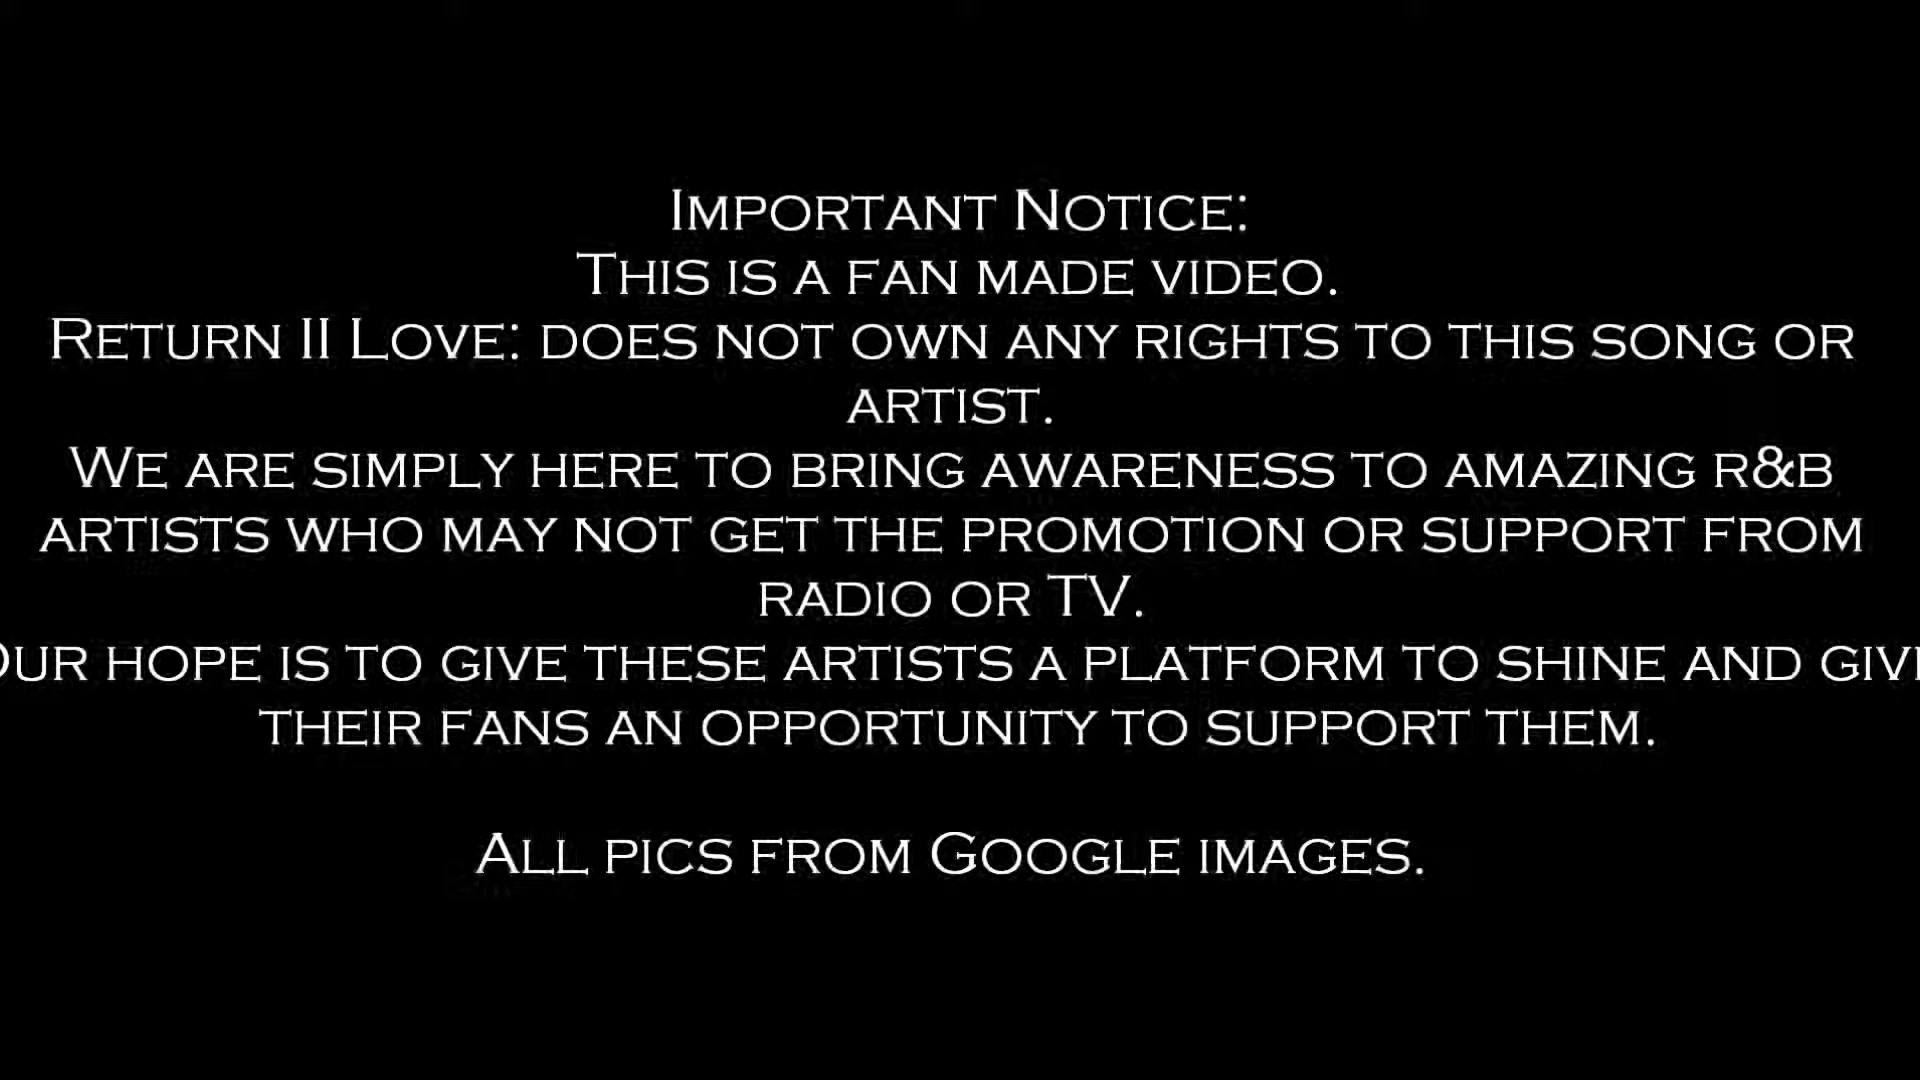 Important Notice:
This is a fan made video.
Return II Love: does not own any rights to this song or
artist.
We are simply here to bring awareness to amazing r&b
artists who may not get the promotion or support from
radio or TV.
Our hope is to give these artists a platform to shine and give
their fans an opportunity to support them.
All pics from Google images.